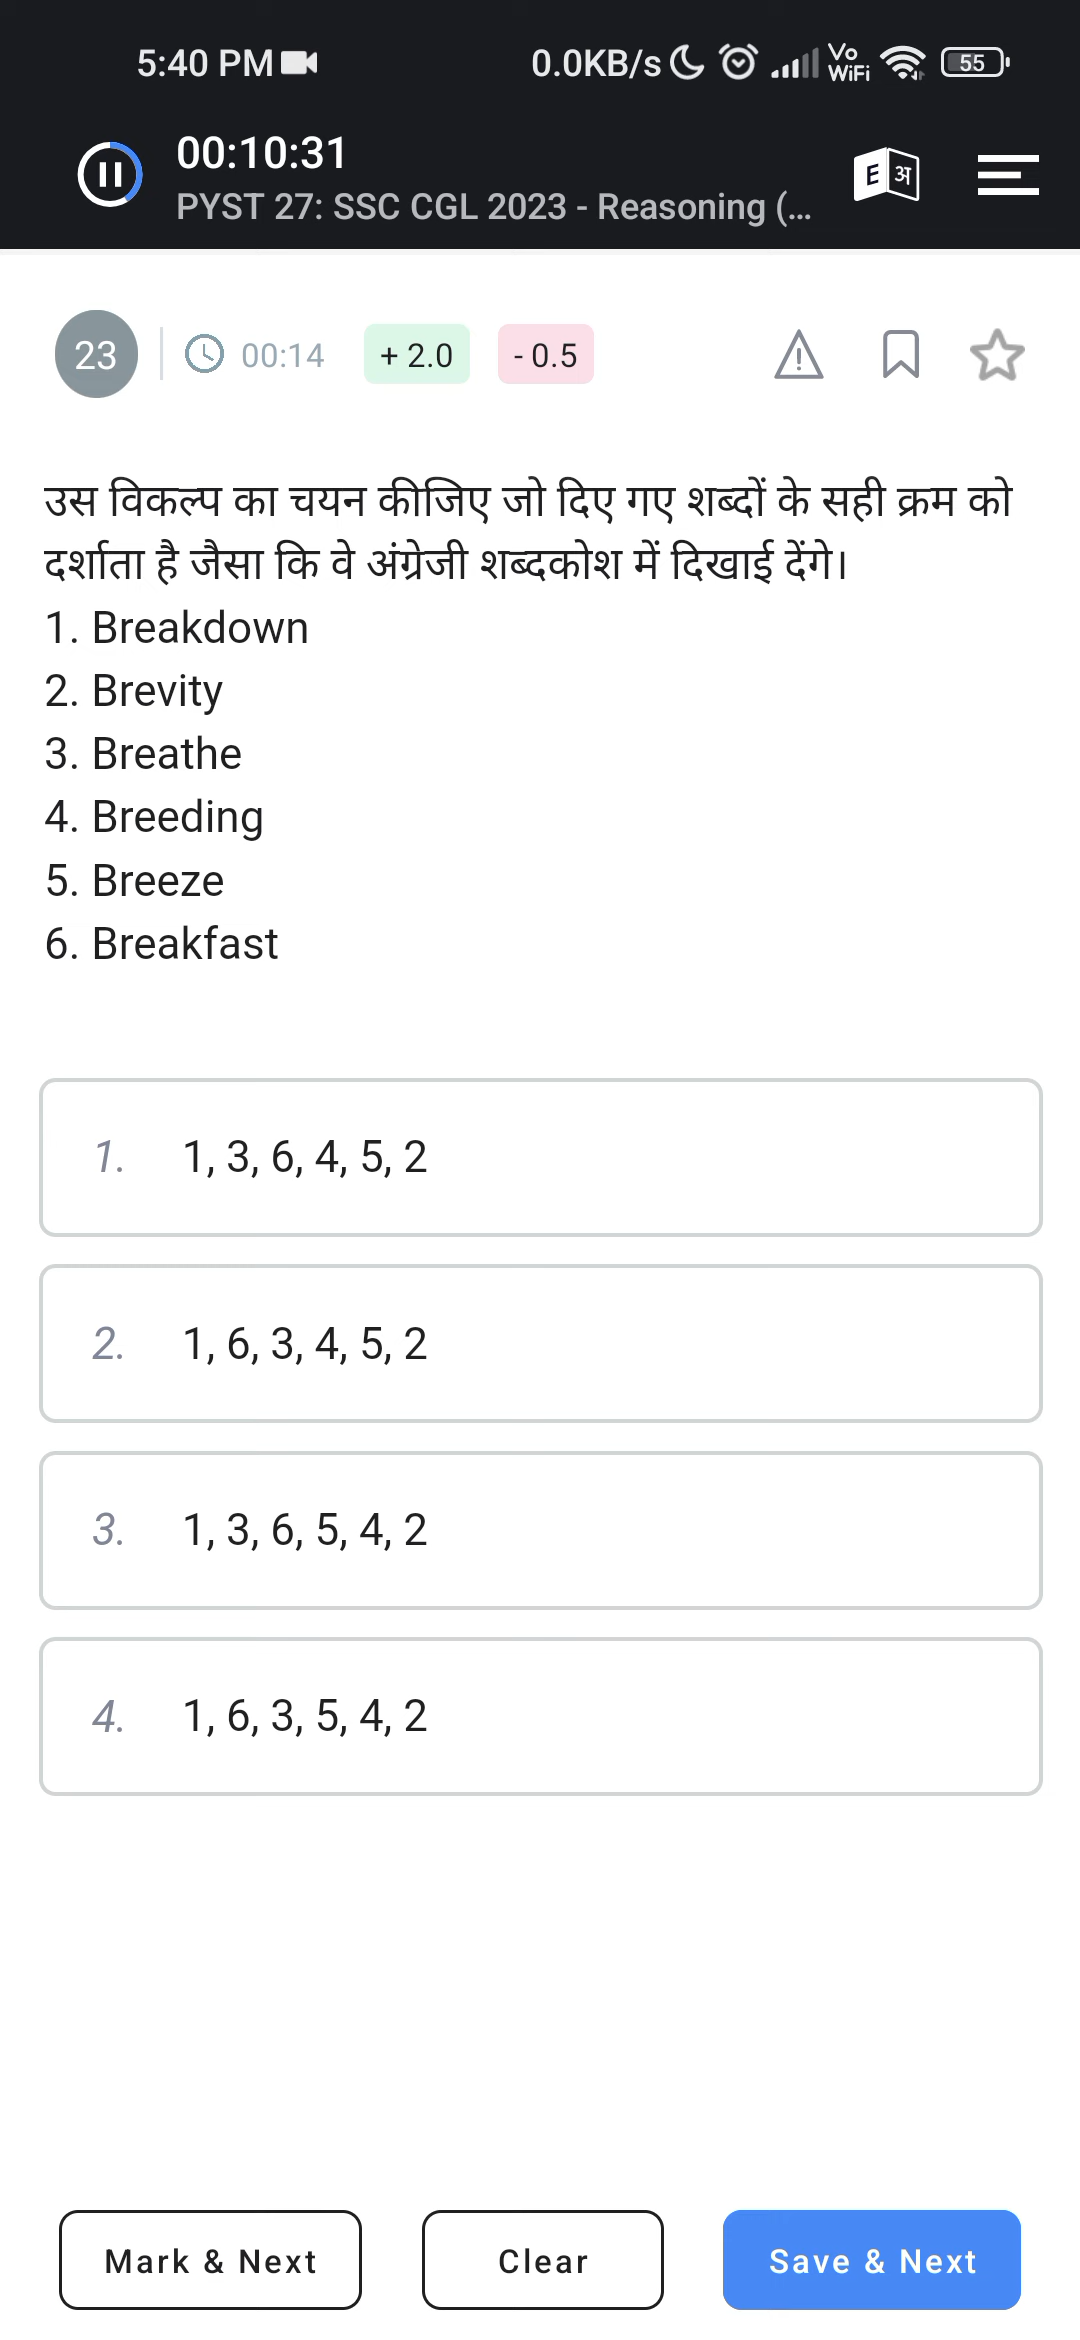 5:40 PM 0.0KB/s Vo WiFi 55
00:10:31
PYST 27: SSC CGL 2023 - Reasoning (...
E अ
23 00:14 + 2.0 - 0.5
उस विकल्प का चयन कीजिए जो दिए गए शब्दों के सही क्रम को
दर्शाता है जैसा कि वे अंग्रेजी शब्दकोश में दिखाई देंगे।
1. Breakdown
2. Brevity
3. Breathe
4. Breeding
5. Breeze
6. Breakfast
1. 1, 3, 6, 4, 5, 2
2. 1, 6, 3, 4, 5, 2
3. 1, 3, 6, 5, 4, 2
4. 1, 6, 3, 5, 4, 2
Mark & Next Clear Save & Next